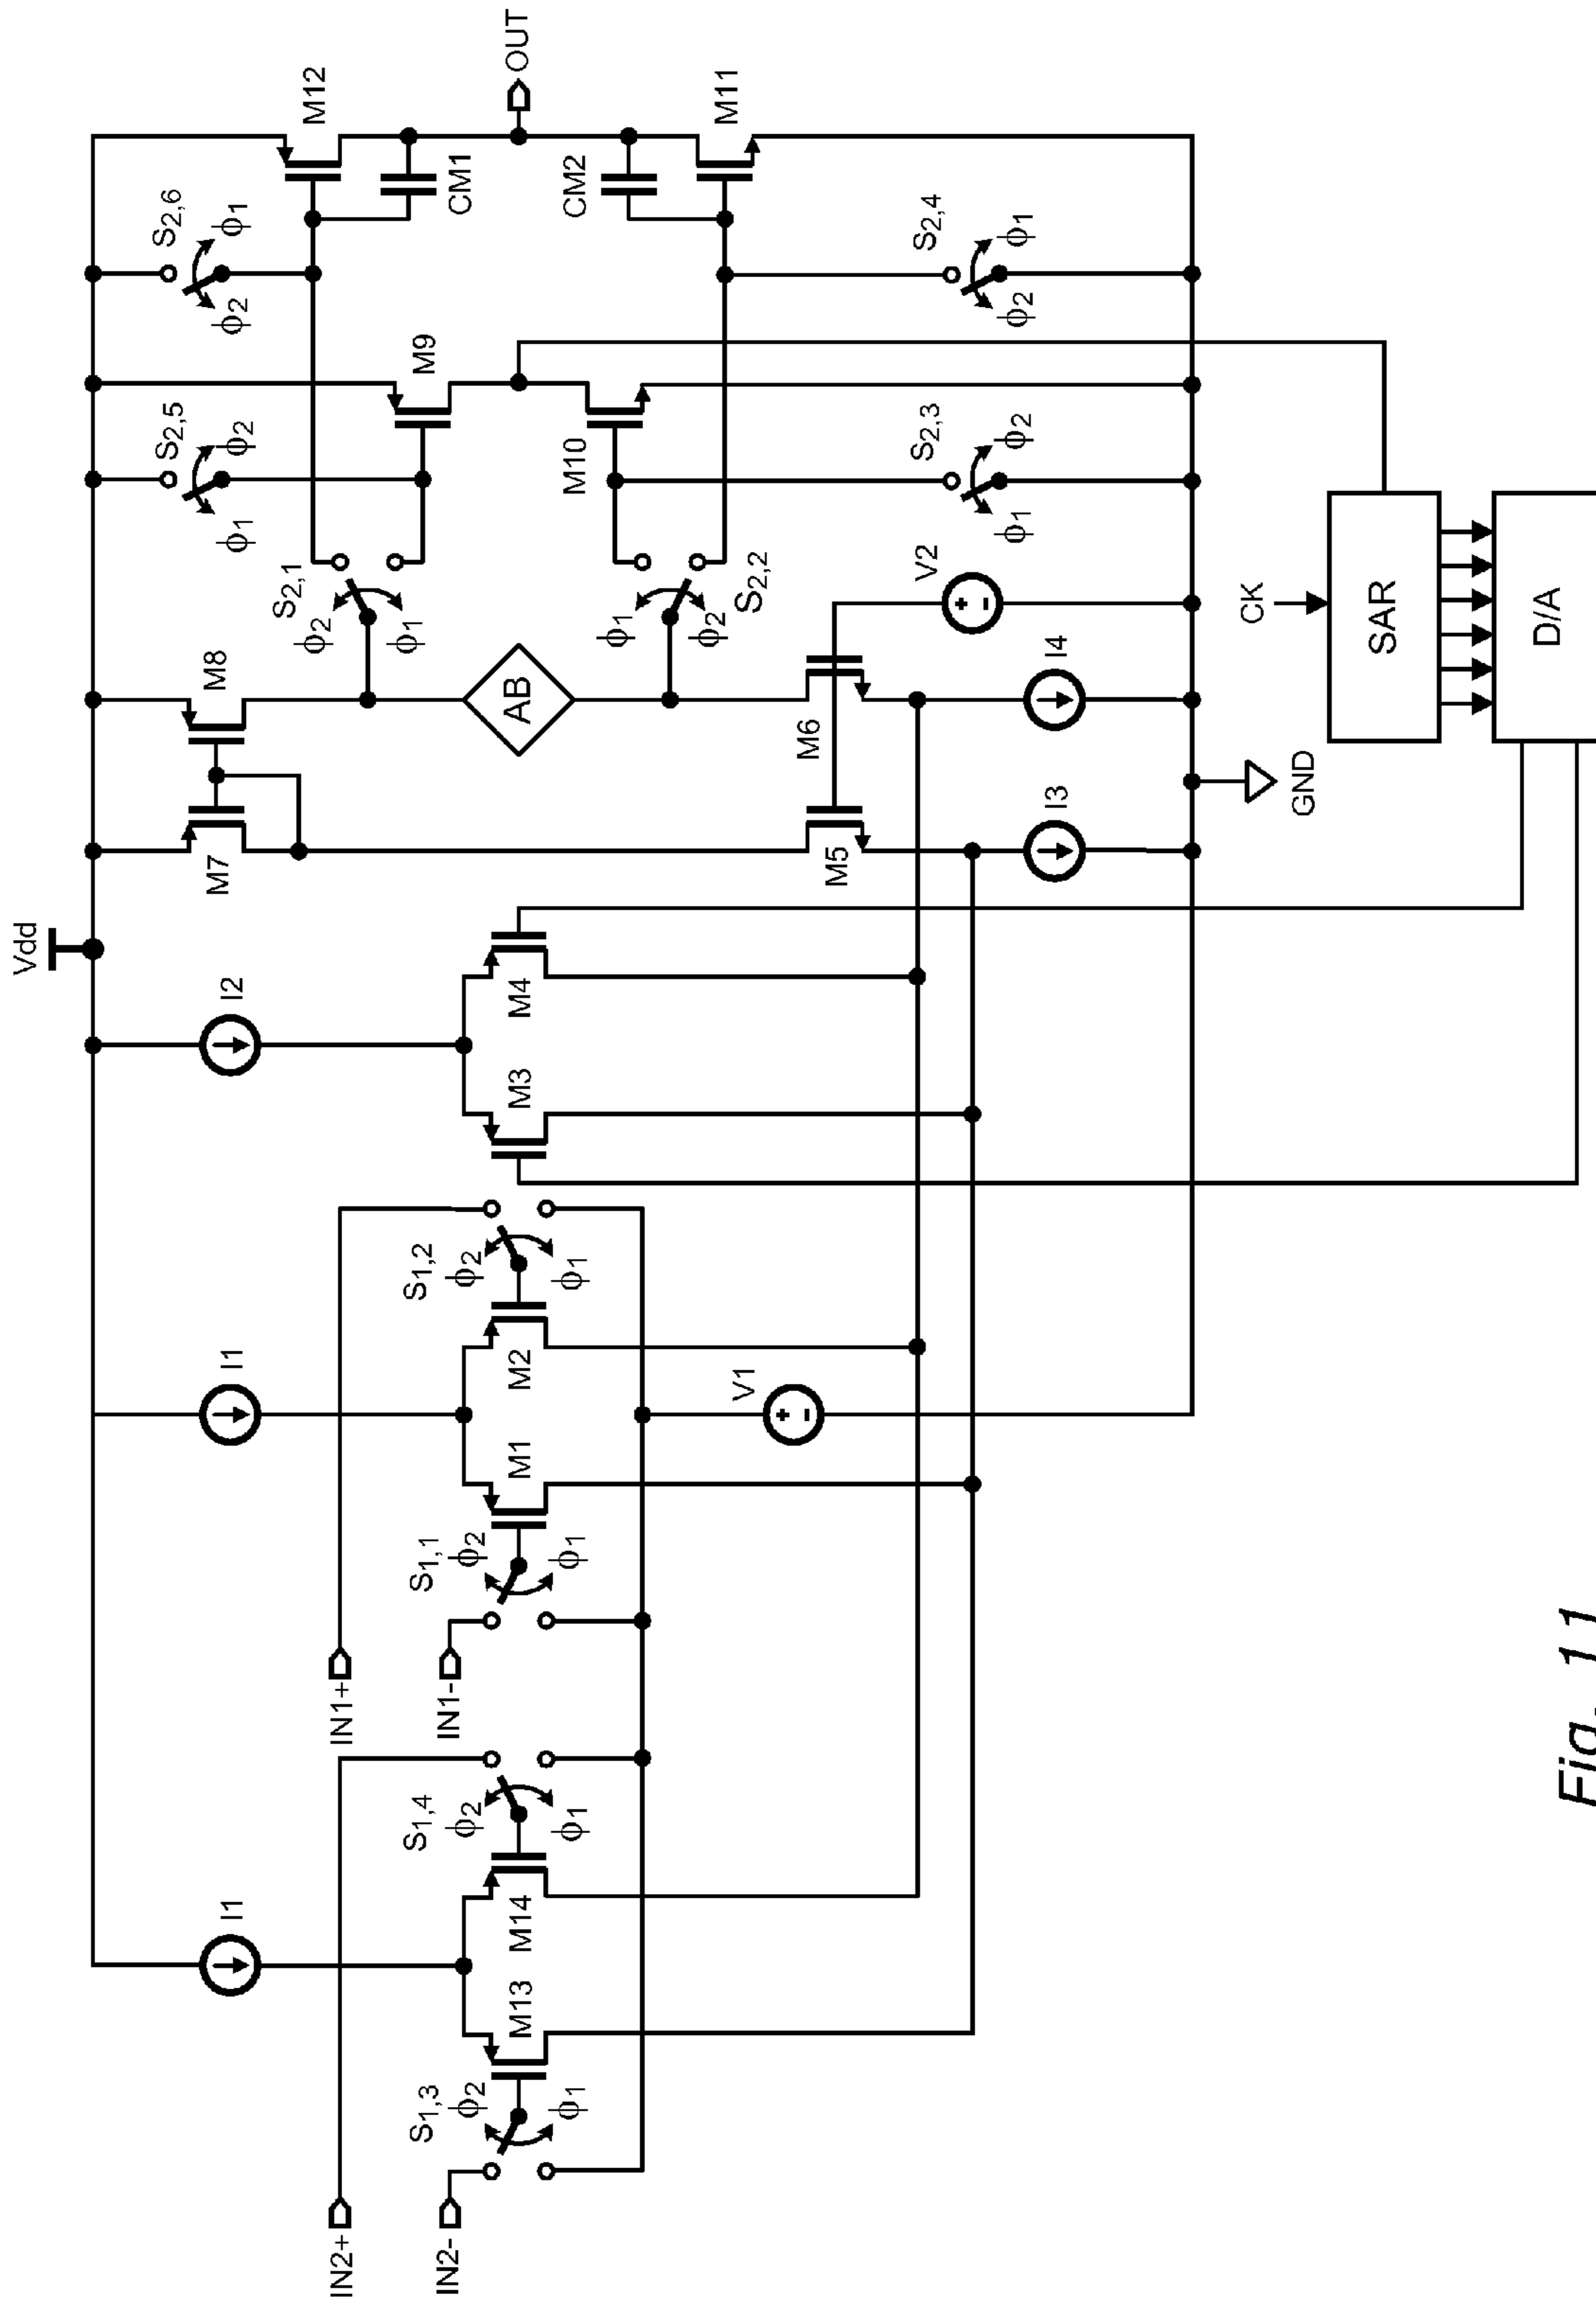 Vdd
I1
I1
I2
M7
M8
S2,5
ϕ1
ϕ2
S2,6
ϕ2
ϕ1
M12
IN2+
IN1+
S2,1
ϕ2
ϕ1
M9
CM1
IN2-
S1,3
ϕ2
ϕ1
M13
M14
S1,4
ϕ2
ϕ1
IN1-
S1,1
ϕ2
ϕ1
M1
M2
S1,2
ϕ2
ϕ1
M3
M4
AB
M10
OUT
ϕ1
ϕ2
S2,2
CM2
M11
V1
M5
M6
V2
S2,3
ϕ1
ϕ2
S2,4
ϕ2
ϕ1
I3
I4
GND
CK
SAR
D/A
Fig. 11